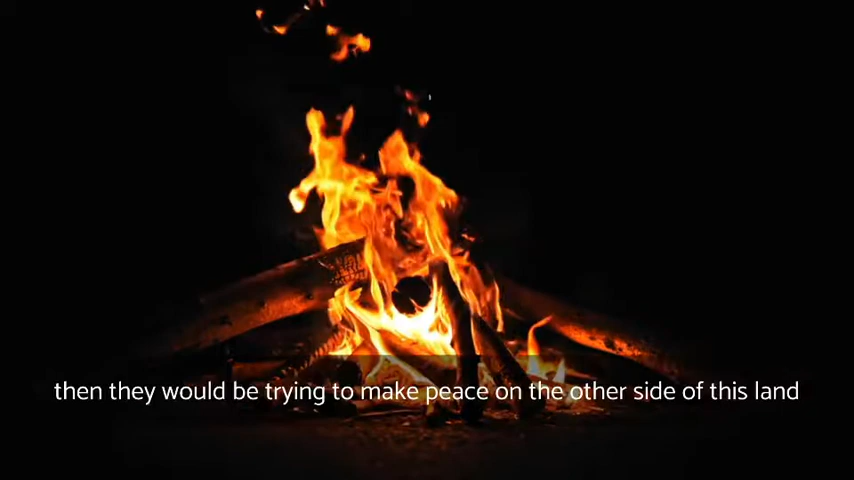 then they would be trying to make peace on the other side of this land